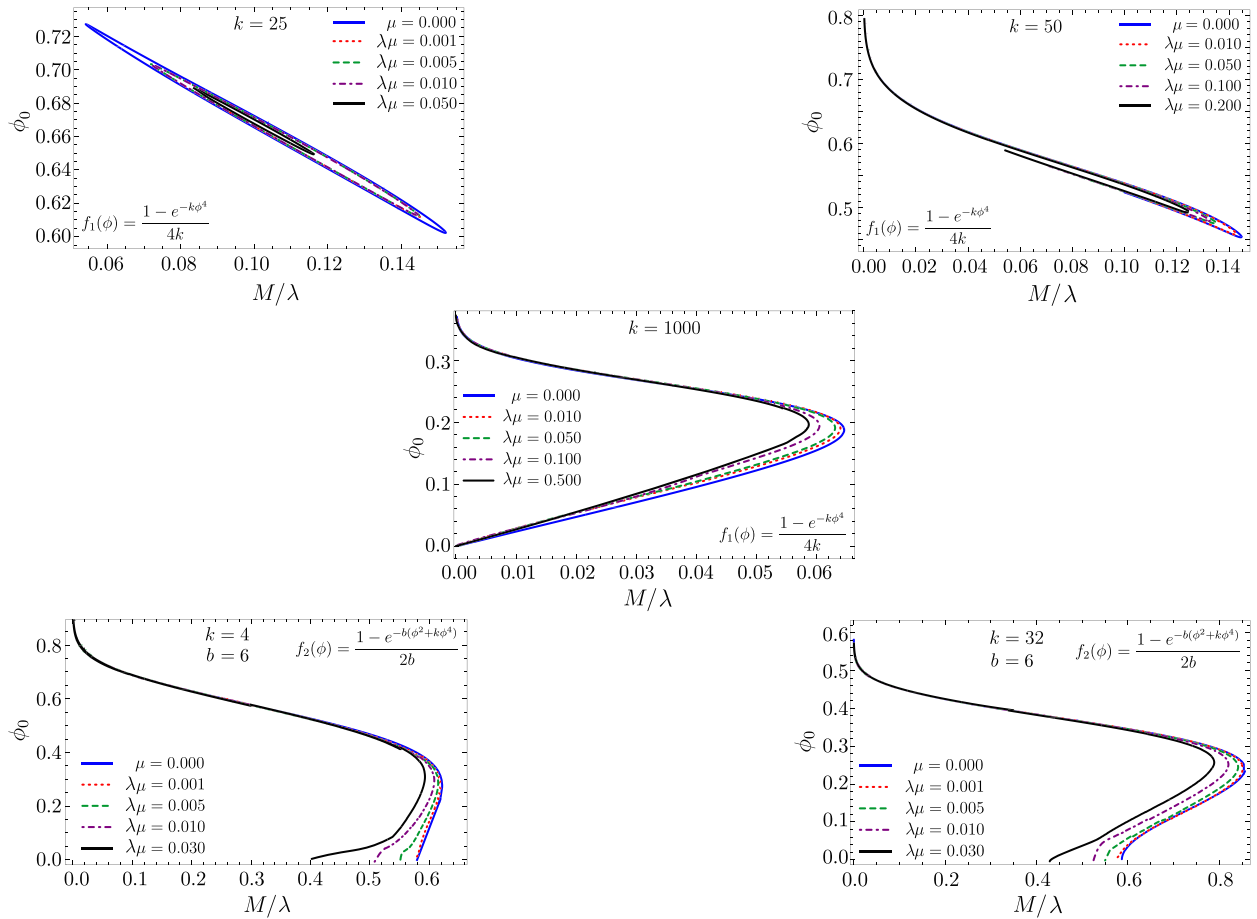 k = 25
μ = 0.000
λμ = 0.001
λμ = 0.005
λμ = 0.010
λμ = 0.050
f₁(ϕ) = (1 − e^{−kϕ⁴})/4k
0.72
0.70
0.68
0.66
0.64
0.62
0.60
ϕ₀
0.06 0.08 0.10 0.12 0.14
M/λ
k = 50
μ = 0.000
λμ = 0.010
λμ = 0.050
λμ = 0.100
λμ = 0.200
f₁(ϕ) = (1 − e^{−kϕ⁴})/4k
0.8
0.7
0.6
0.5
ϕ₀
0.00 0.02 0.04 0.06 0.08 0.10 0.12 0.14
M/λ
k = 1000
μ = 0.000
λμ = 0.010
λμ = 0.050
λμ = 0.100
λμ = 0.500
f₁(ϕ) = (1 − e^{−kϕ⁴})/4k
0.3
0.2
0.1
0.0
ϕ₀
0.00 0.01 0.02 0.03 0.04 0.05 0.06
M/λ
k = 4
b = 6
f₂(ϕ) = (1 − e^{−b(ϕ²+kϕ⁴)})/2b
μ = 0.000
λμ = 0.001
λμ = 0.005
λμ = 0.010
λμ = 0.030
0.8
0.6
0.4
0.2
0.0
ϕ₀
0.0 0.1 0.2 0.3 0.4 0.5 0.6
M/λ
k = 32
b = 6
f₂(ϕ) = (1 − e^{−b(ϕ²+kϕ⁴)})/2b
μ = 0.000
λμ = 0.001
λμ = 0.005
λμ = 0.010
λμ = 0.030
0.6
0.5
0.4
0.3
0.2
0.1
0.0
ϕ₀
0.0 0.2 0.4 0.6 0.8
M/λ